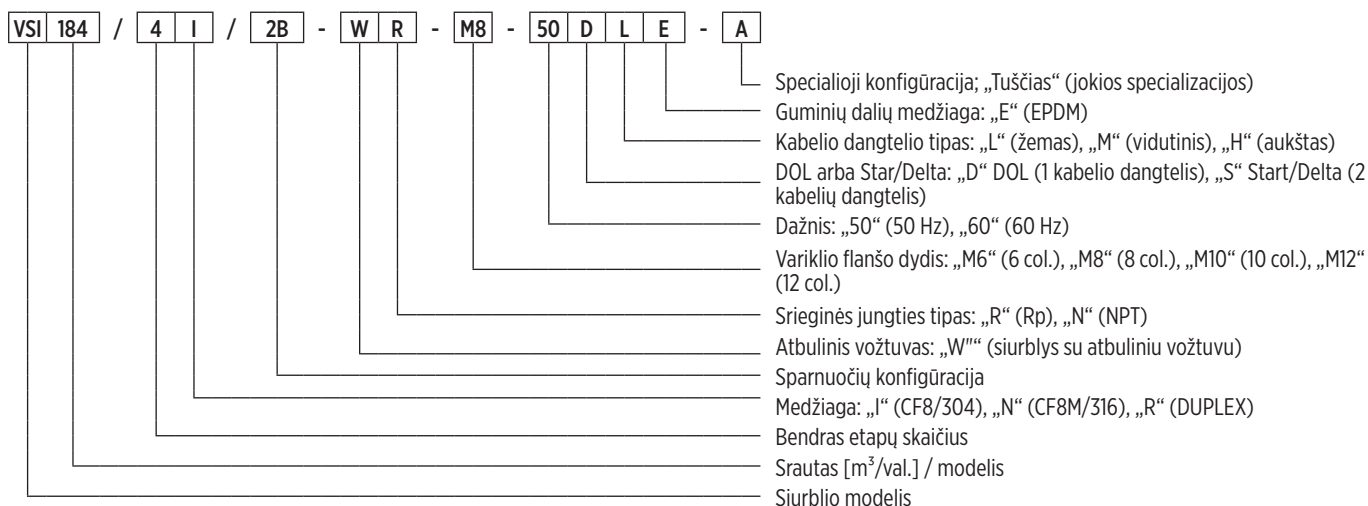 VSI 184 / 4 I / 2B - W R - M8 - 50 D L E - A
Specialioji konfigūracija; „Tuščias“ (jokios specializacijos)
Guminių dalių medžiaga: „E“ (EPDM)
Kabelio dangtelio tipas: „L“ (žemas), „M“ (vidutinis), „H“ (aukštas)
DOL arba Star/Delta: „D“ DOL (1 kabelio dangtelis), „S“ Start/Delta (2
kabelių dangtelis)
Dažnis: „50“ (50 Hz), „60“ (60 Hz)
Variklio flanšo dydis: „M6“ (6 col.), „M8“ (8 col.), „M10“ (10 col.), „M12“
(12 col.)
Srieginės jungties tipas: „R“ (Rp), „N“ (NPT)
Atbulinis vožtuvas: „W"“ (siurblys su atbuliniu vožtuvu)
Sparnuočių konfigūracija
Medžiaga: „I“ (CF8/304), „N“ (CF8M/316), „R“ (DUPLEX)
Bendras etapų skaičius
Srautas [m³/val.] / modelis
Siurblio modelis